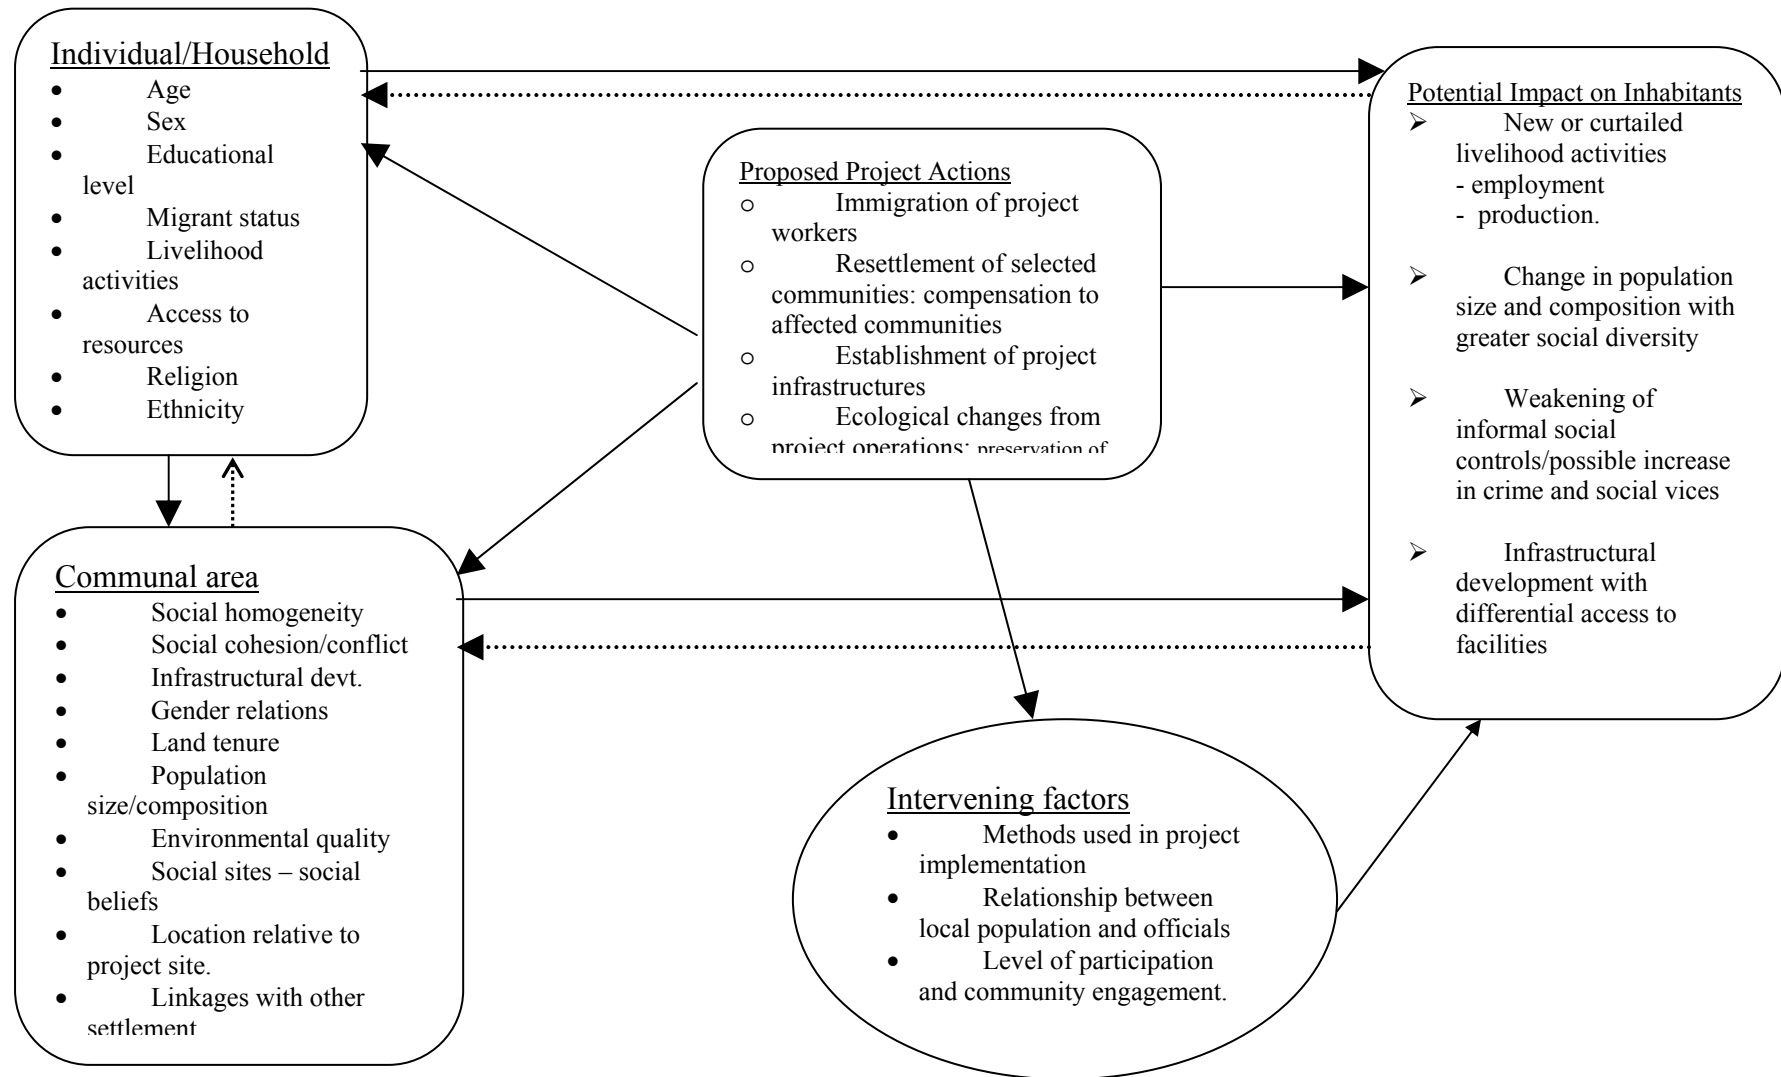 Individual/Household
• Age
• Sex
• Educational
level
• Migrant status
• Livelihood
activities
• Access to
resources
• Religion
• Ethnicity
Proposed Project Actions
o Immigration of project
workers
o Resettlement of selected
communities: compensation to
affected communities
o Establishment of project
infrastructures
o Ecological changes from
project operations: preservation of
Potential Impact on Inhabitants
➢ New or curtailed
livelihood activities
- employment
- production.
➢ Change in population
size and composition with
greater social diversity
➢ Weakening of
informal social
controls/possible increase
in crime and social vices
➢ Infrastructural
development with
differential access to
facilities
Communal area
• Social homogeneity
• Social cohesion/conflict
• Infrastructural devt.
• Gender relations
• Land tenure
• Population
size/composition
• Environmental quality
• Social sites – social
beliefs
• Location relative to
project site.
• Linkages with other
settlement
Intervening factors
• Methods used in project
implementation
• Relationship between
local population and officials
• Level of participation
and community engagement.